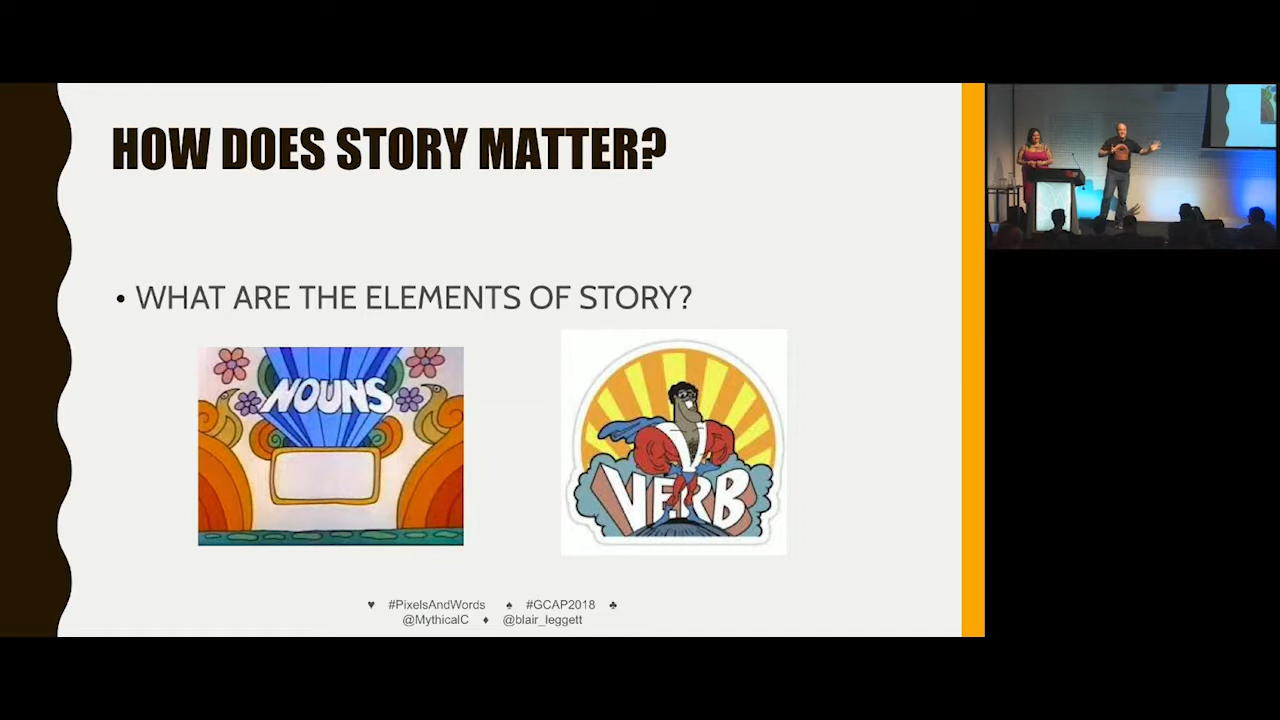 HOW DOES STORY MATTER?
• WHAT ARE THE ELEMENTS OF STORY?
NOUNS
V
VERB
♥ #PixelsAndWords ♠ #GCAP2018 ♣
@MythicalC ♦ @blair_leggett